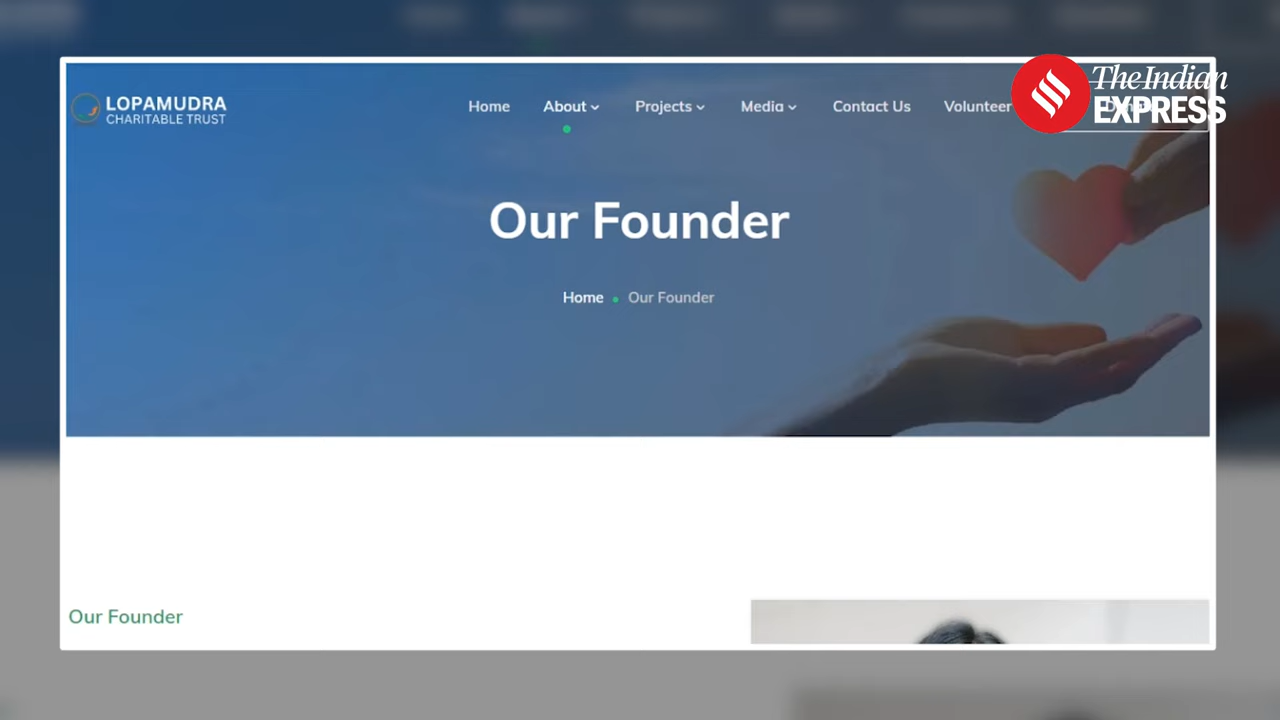 LOPAMUDRA
CHARITABLE TRUST
Home About Projects Media Contact Us Volunteer
The Indian
EXPRESS
Our Founder
Home Our Founder
Our Founder